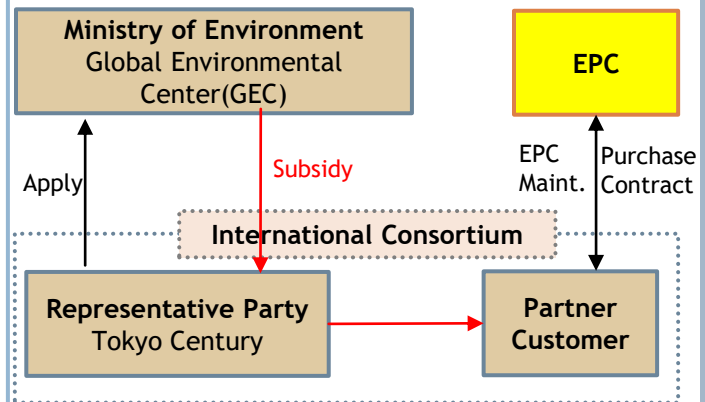 Ministry of Environment
Global Environmental
Center(GEC)
EPC
Apply
Subsidy
EPC
Maint.
Purchase
Contract
International Consortium
Representative Party
Tokyo Century
Partner
Customer